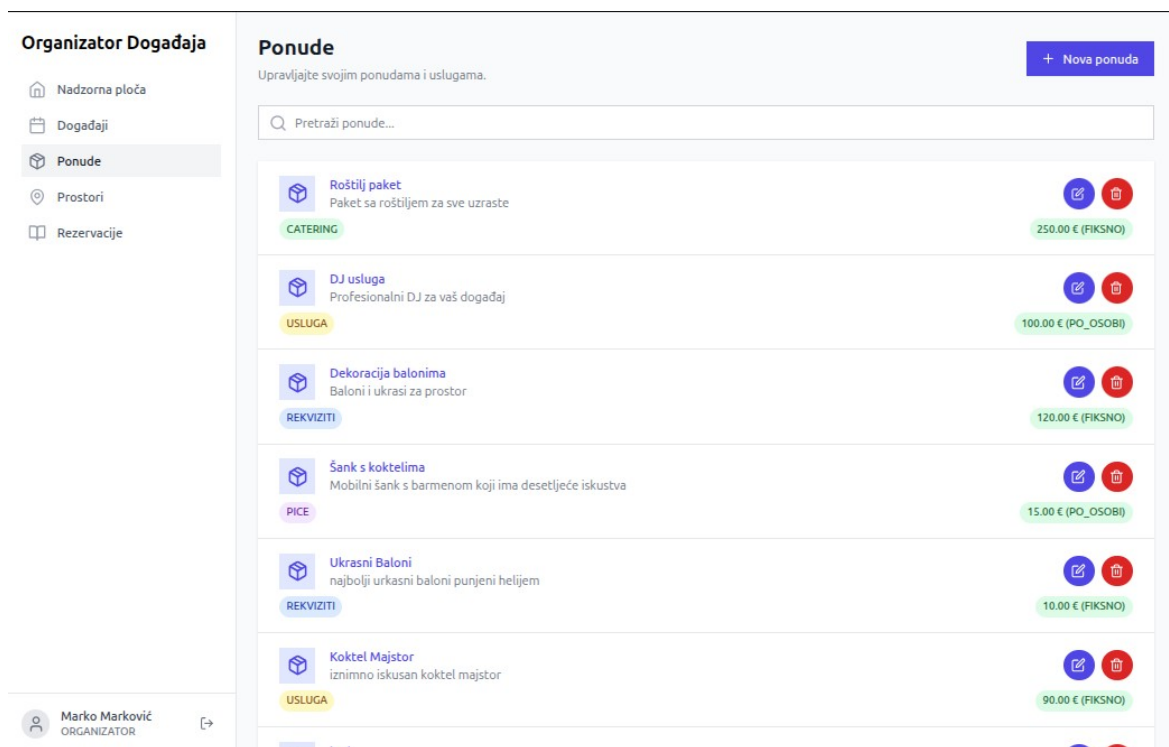 Organizator Događaja
Nadzorna ploča
Događaji
Ponude
Prostori
Rezervacije
Marko Marković
ORGANIZATOR
Ponude
Upravljajte svojim ponudama i uslugama.
+ Nova ponuda
Pretraži ponude...
Roštilj paket
Paket sa roštiljem za sve uzraste
CATERING
250.00 € (FIKSNO)
DJ usluga
Profesionalni DJ za vaš događaj
USLUGA
100.00 € (PO_OSOBI)
Dekoracija balonima
Baloni i ukrasi za prostor
REKVIZITI
120.00 € (FIKSNO)
Šank s koktelima
Mobilni šank s barmenom koji ima desetljeće iskustva
PICE
15.00 € (PO_OSOBI)
Ukrasni Baloni
najbolji urkasni baloni punjeni helijem
REKVIZITI
10.00 € (FIKSNO)
Koktel Majstor
iznimno iskusan koktel majstor
USLUGA
90.00 € (FIKSNO)